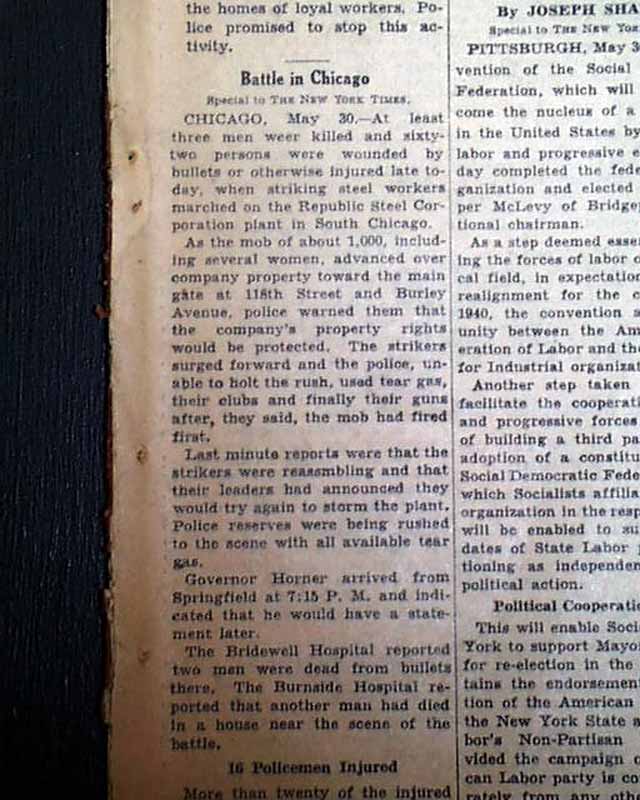 the homes of loyal workers. Po-
lice promised to stop this ac-
tivity.
Battle in Chicago
Special to THE NEW YORK TIMES.
CHICAGO, May 30.—At least
three men weer killed and sixty-
two persons were wounded by
bullets or otherwise injured late to-
day, when striking steel workers
marched on the Republic Steel Cor-
poration plant in South Chicago.
As the mob of about 1,000, includ-
ing several women, advanced over
company property toward the main
gate at 118th Street and Burley
Avenue, police warned them that
the company's property rights
would be protected. The strikers
surged forward and the police, un-
able to holt the rush, used tear gas,
their clubs and finally their guns
after, they said, the mob had fired
first.
Last minute reports were that the
strikers were reassembling and that
their leaders had announced they
would try again to storm the plant.
Police reserves were being rushed
to the scene with all available tear
gas.
Governor Horner arrived from
Springfield at 7:15 P. M. and indi-
cated that he would have a state-
ment later.
The Bridewell Hospital reported
two men were dead from bullets
there. The Burnside Hospital re-
ported that another man had died
in a house near the scene of the
battle.
16 Policemen Injured
More than twenty of the injured
By JOSEPH SHA
Special to THE NEW YOR
PITTSBURGH, May 3
vention of the Social
Federation, which will
come the nucleus of a
in the United States by
labor and progressive e
day completed the fede
ganization and elected
per McLevy of Bridge
tional chairman.
As a step deemed esse
ing the forces of labor o
cal field, in expectation
realignment for the e
1940, the convention a
unity between the Am
eration of Labor and the
for Industrial organizat
Another step taken
facilitate the cooperati
and progressive forces
of building a third pa
adoption of a constitu
Social Democratic Fede
which Socialists affilia
organization in the resp
will be enabled to su
dates of State Labor
tioning as independen
political action.
Political Cooperati
This will enable Soci
York to support Mayo
for re-election in the
tains the endorsement
tion of the American
the New York State a
bor's Non-Partisan
vided the campaign o
can Labor party is co
rately from any oth